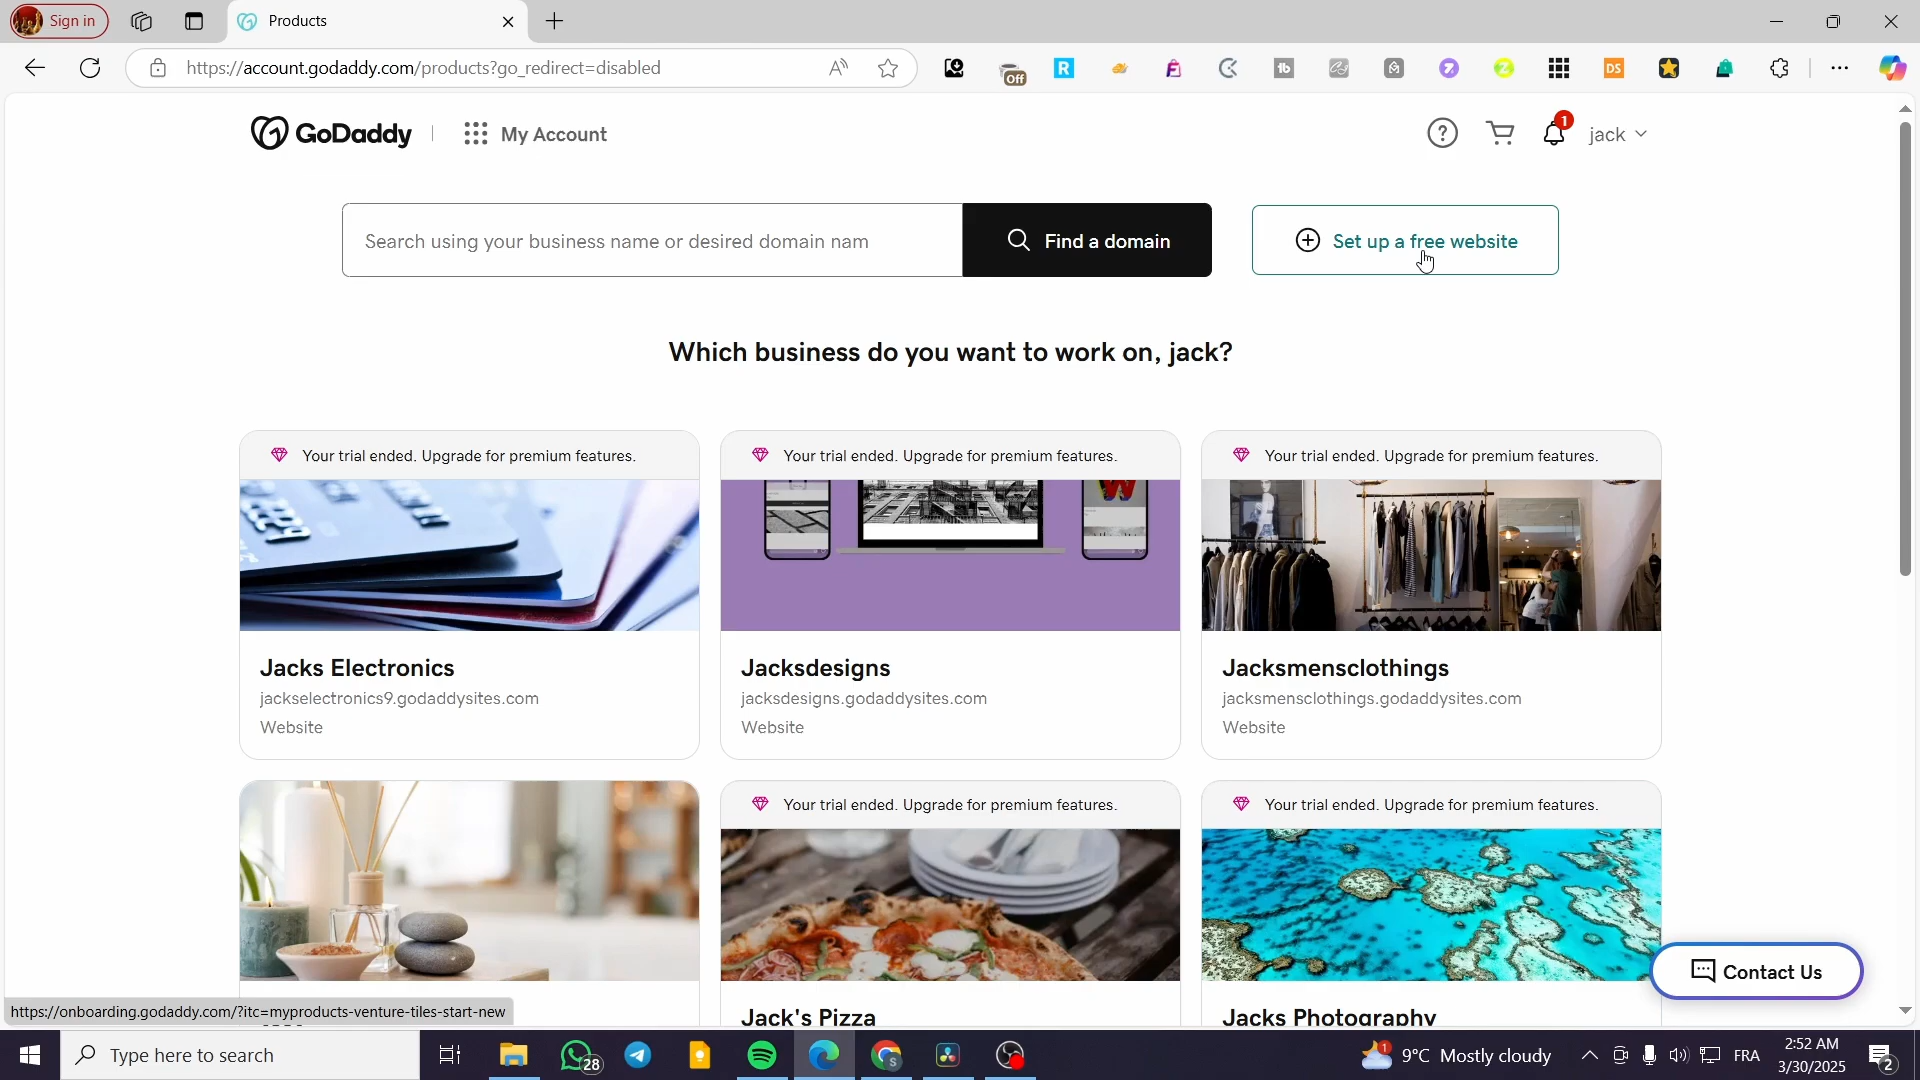 Sign in
Products
https://account.godaddy.com/products?go_redirect=disabled
Off
GoDaddy
My Account
1
jack
Search using your business name or desired domain nam
Find a domain
Set up a free website
Which business do you want to work on, jack?
Your trial ended. Upgrade for premium features.
Your trial ended. Upgrade for premium features.
Your trial ended. Upgrade for premium features.
Jacks Electronics
jackselectronics9.godaddysites.com
Website
Jacksdesigns
jacksdesigns.godaddysites.com
Website
Jacksmensclothings
jacksmensclothings.godaddysites.com
Website
Your trial ended. Upgrade for premium features.
Your trial ended. Upgrade for premium features.
Jack's Pizza
Jacks Photography
Contact Us
https://onboarding.godaddy.com/?itc=myproducts-venture-tiles-start-new
Type here to search
28
1
9°C Mostly cloudy
FRA
2:52 AM
3/30/2025
2